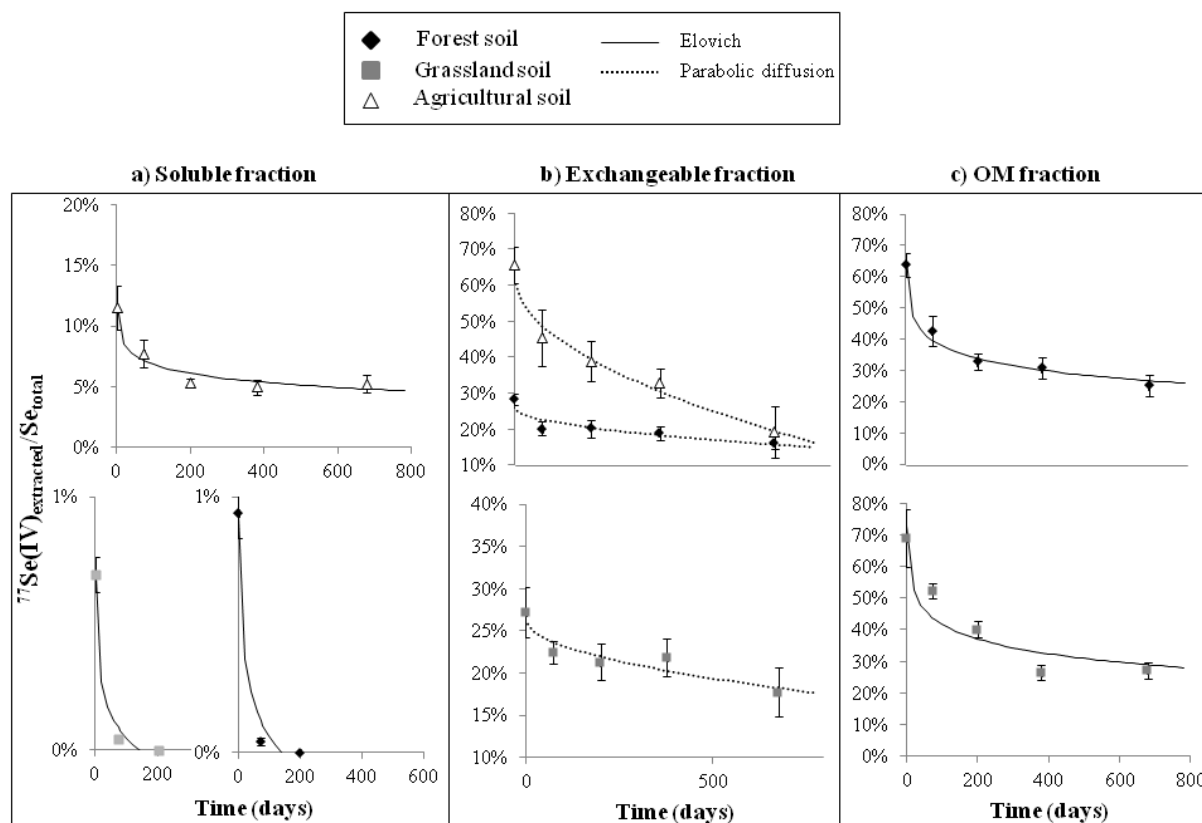 Forest soil
Grassland soil
Agricultural soil
Elovich
Parabolic diffusion
a) Soluble fraction
b) Exchangeable fraction
c) OM fraction
77Se(IV)extracted/Setotal
20%
15%
10%
5%
0%
0 200 400 600 800
1%
0%
0 200
1%
0%
0 200 400 600
Time (days)
80%
70%
60%
50%
40%
30%
20%
10%
40%
35%
30%
25%
20%
15%
10%
0 500
Time (days)
80%
70%
60%
50%
40%
30%
20%
10%
0%
80%
70%
60%
50%
40%
30%
20%
10%
0%
0 200 400 600 800
Time (days)